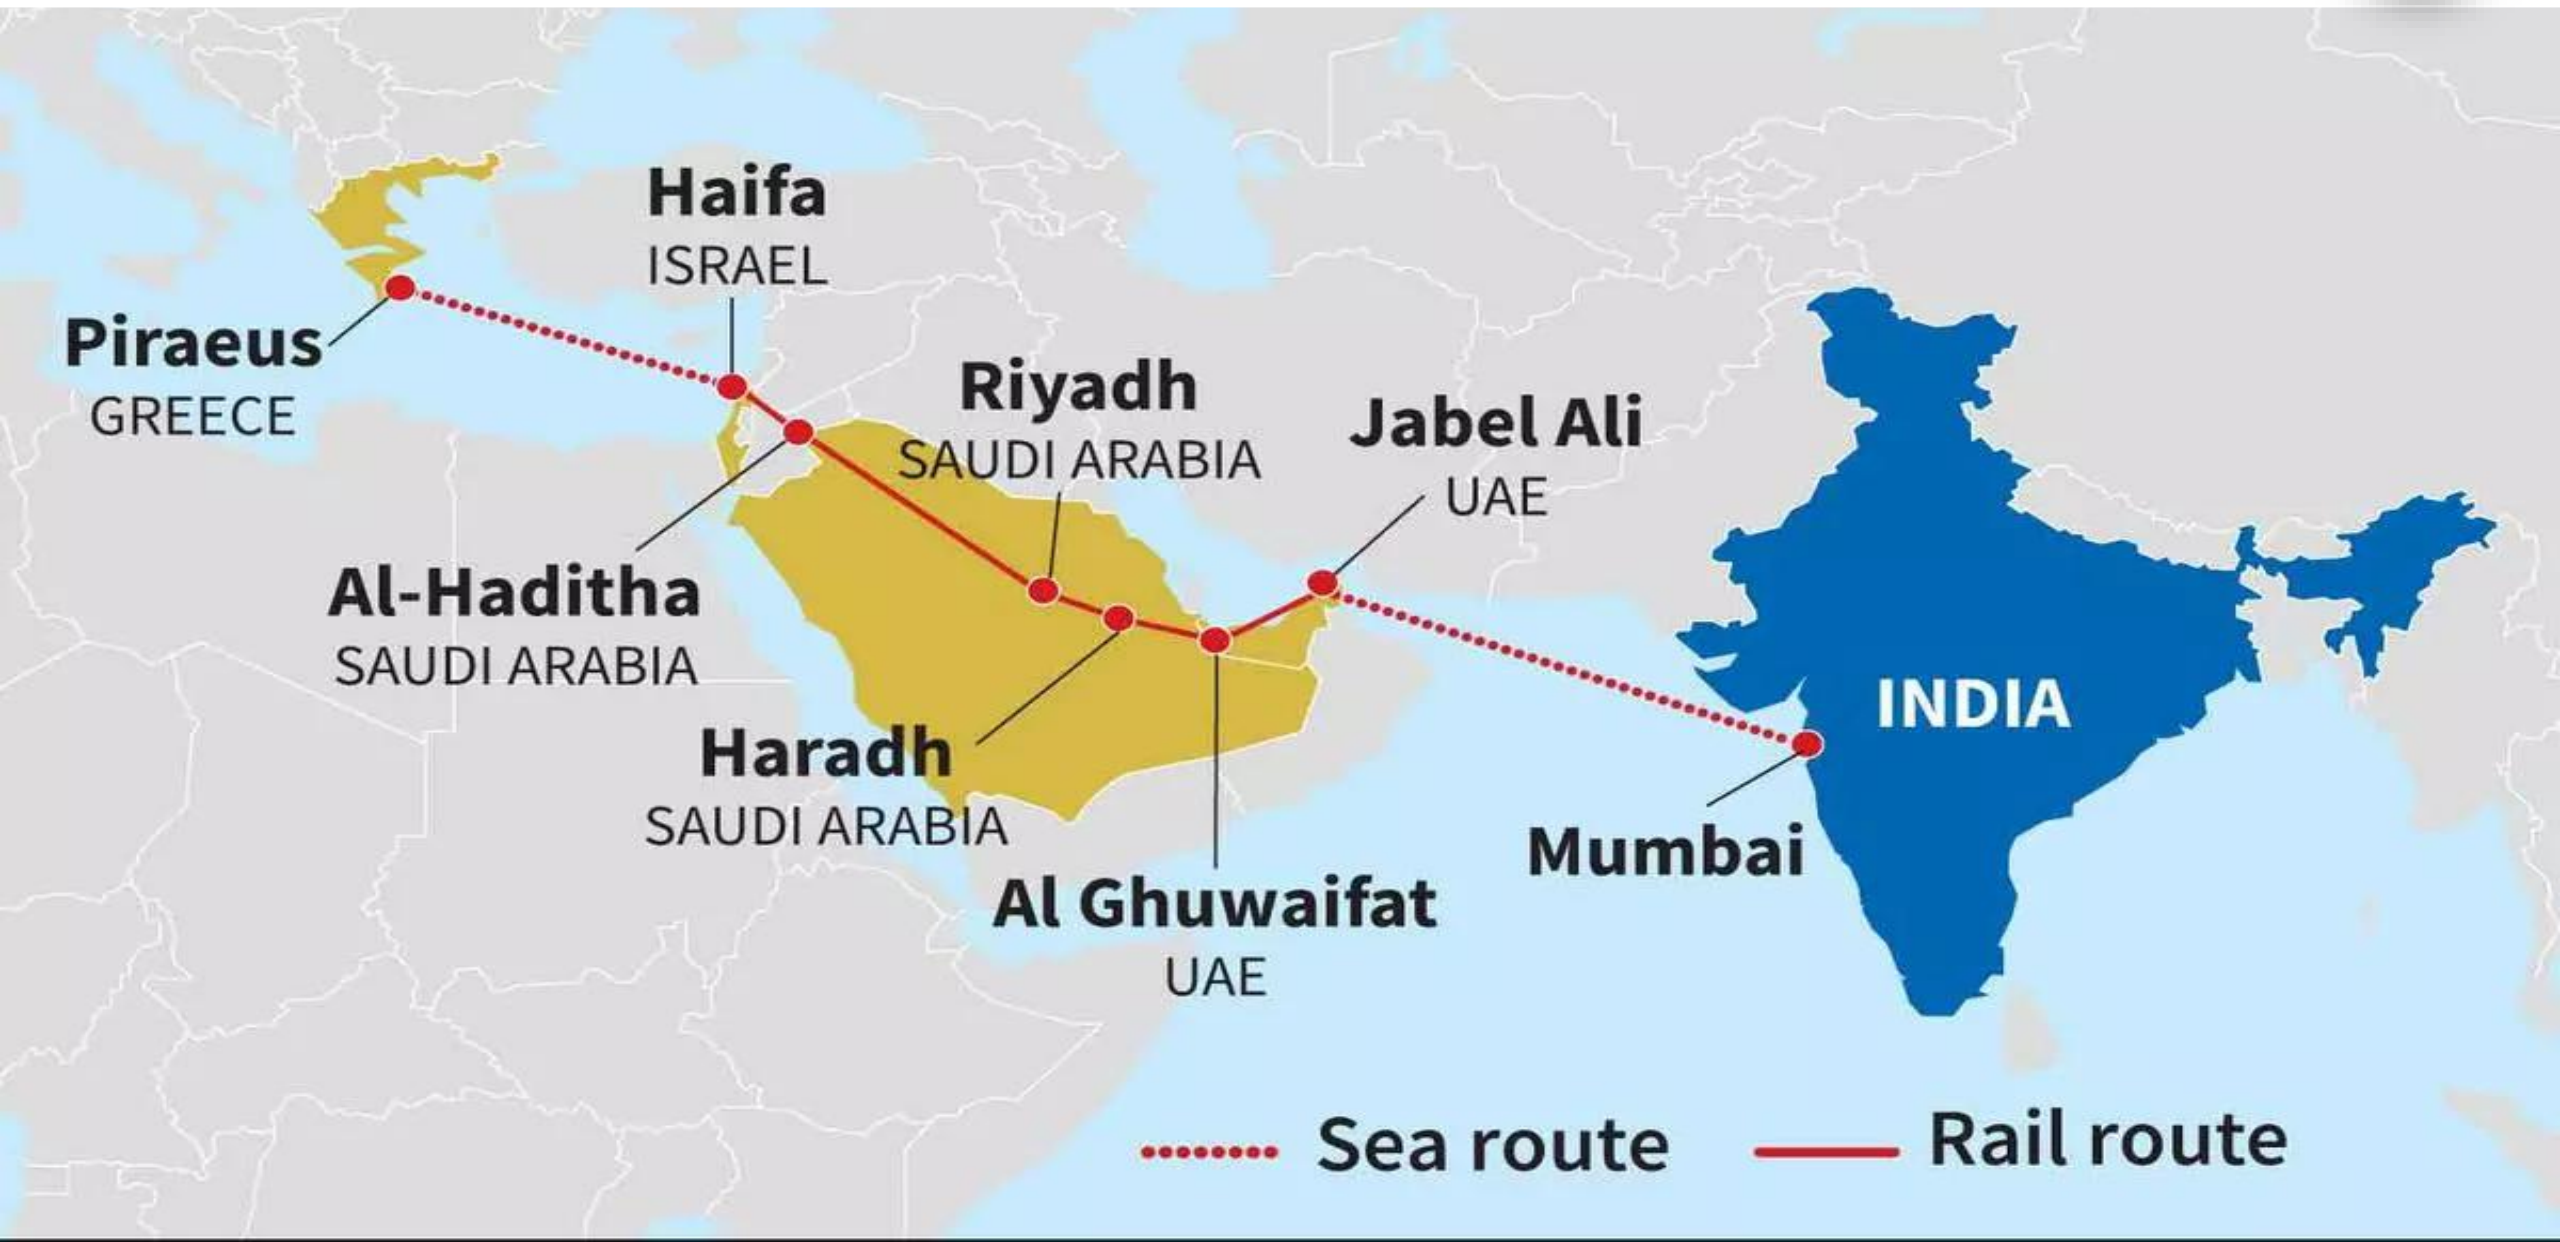 Haifa
ISRAEL
Piraeus
GREECE
Riyadh
SAUDI ARABIA
Jabel Ali
UAE
Al-Haditha
SAUDI ARABIA
Haradh
SAUDI ARABIA
Al Ghuwaifat
UAE
INDIA
Mumbai
Sea route
Rail route